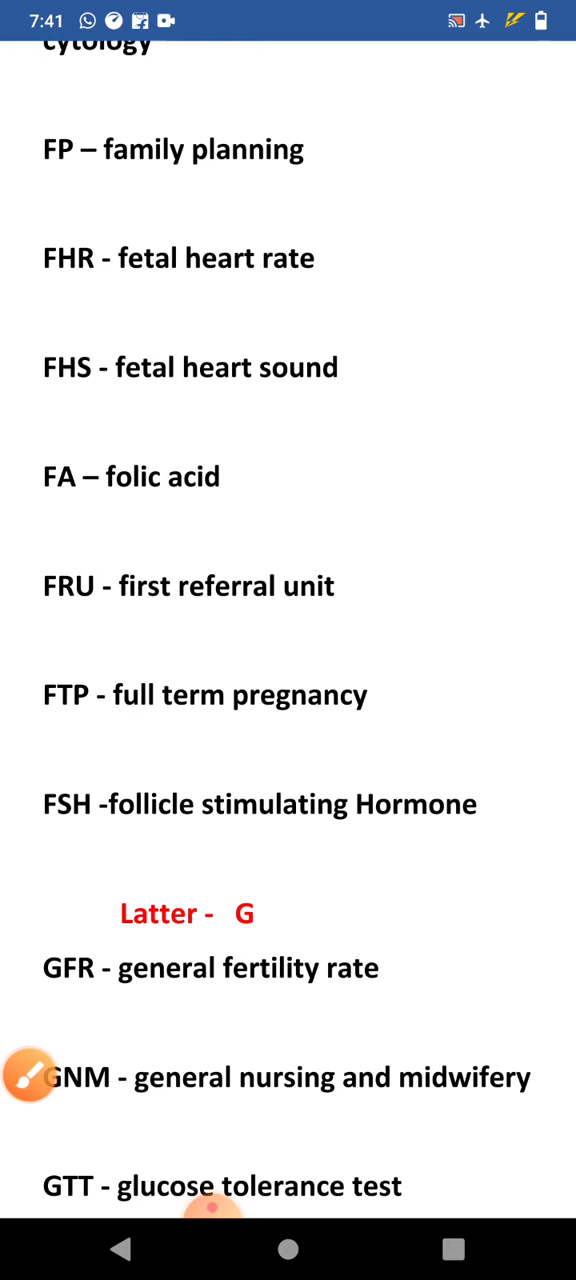 7:41
cytology
FP – family planning
FHR - fetal heart rate
FHS - fetal heart sound
FA – folic acid
FRU - first referral unit
FTP - full term pregnancy
FSH -follicle stimulating Hormone
Latter - G
GFR - general fertility rate
GNM - general nursing and midwifery
GTT - glucose tolerance test